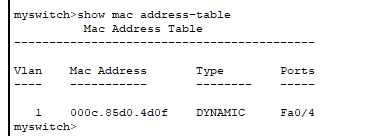 myswitch>show mac address-table
Mac Address Table
-------------------------------------------
Vlan Mac Address Type Ports
---- ----------- -------- -----
1 000c.85d0.4d0f DYNAMIC Fa0/4
myswitch>